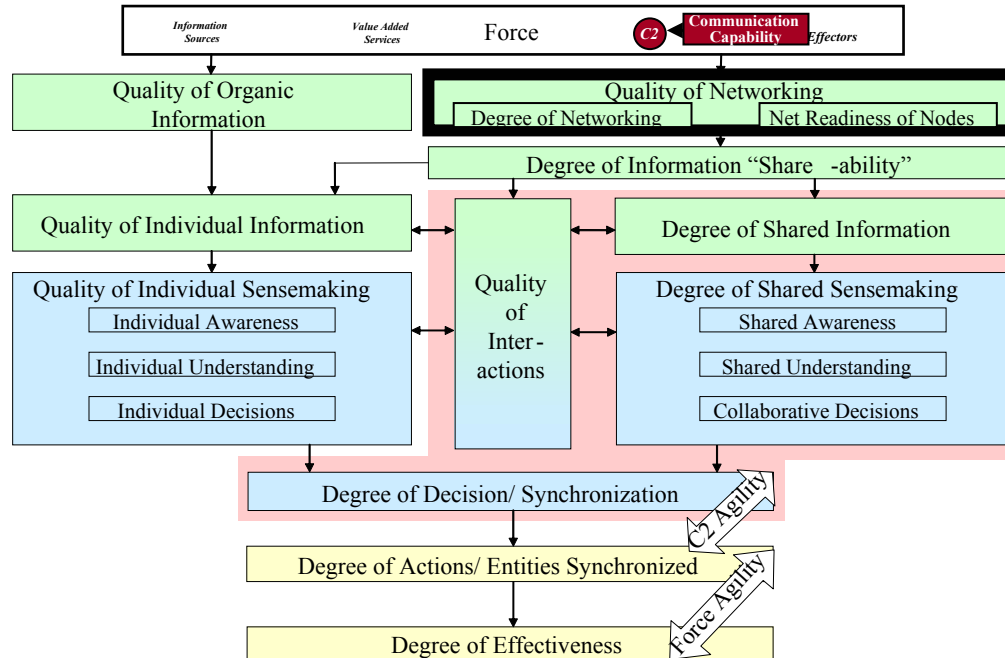 Information
Sources
Value Added
Services
Force
C2
Communication
Capability
Effectors
Quality of Organic
Information
Quality of Networking
Degree of Networking
Net Readiness of Nodes
Degree of Information “Share -ability”
Quality of Individual Information
Degree of Shared Information
Quality of Individual Sensemaking
Individual Awareness
Individual Understanding
Individual Decisions
Quality
of
Inter-
actions
Degree of Shared Sensemaking
Shared Awareness
Shared Understanding
Collaborative Decisions
Degree of Decision/ Synchronization
C2 Agility
Degree of Actions/ Entities Synchronized
Force Agility
Degree of Effectiveness